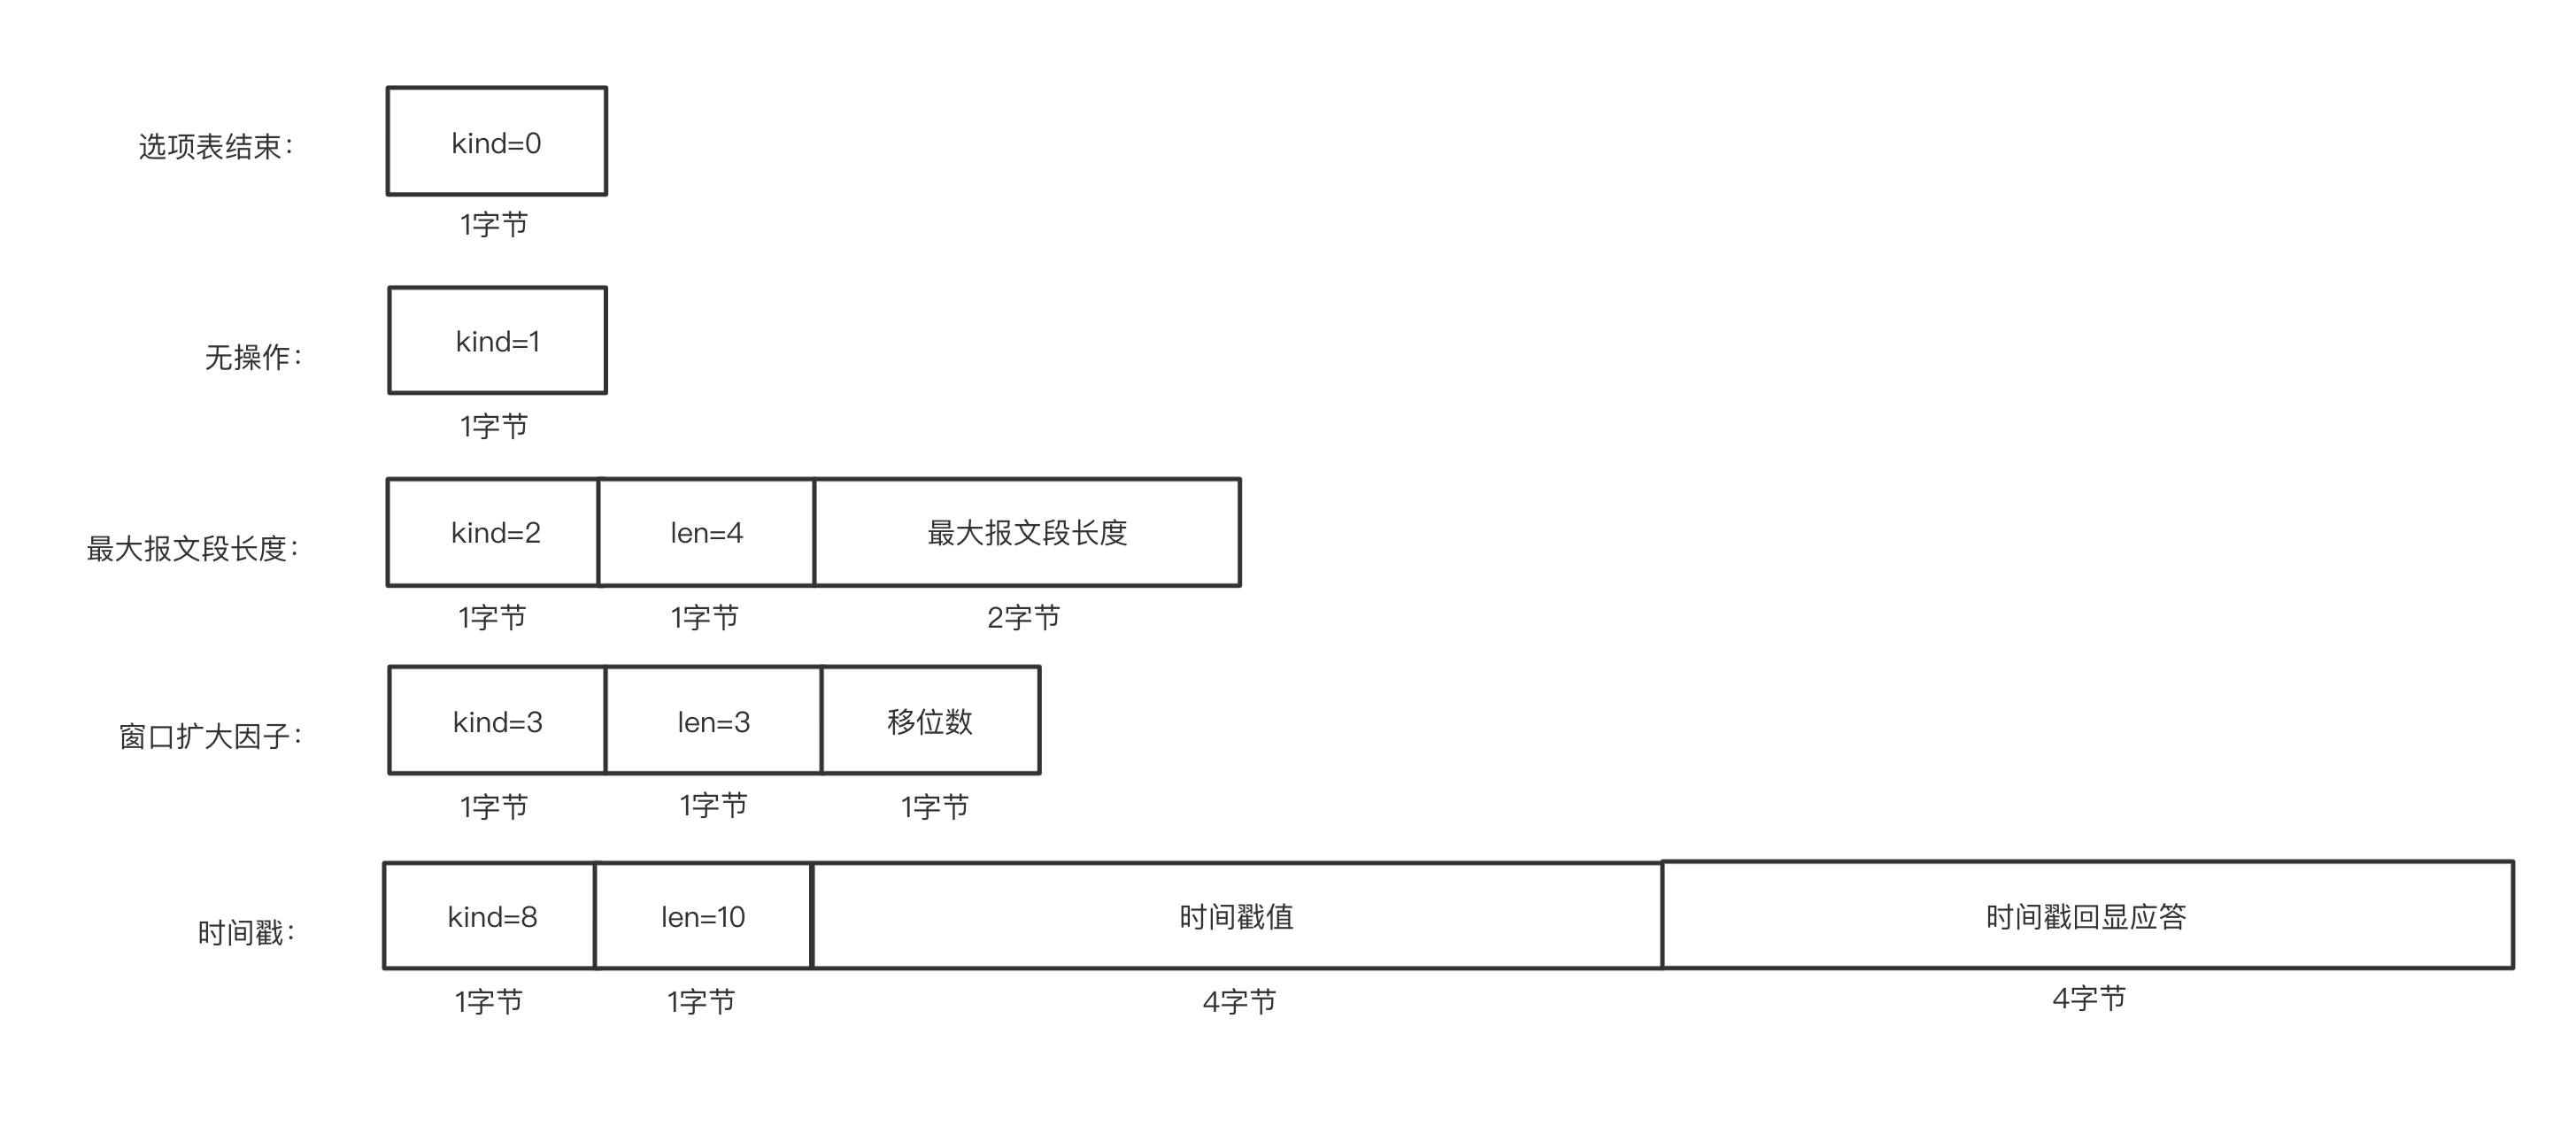 选项表结束：
kind=0
1字节
无操作：
kind=1
1字节
最大报文段长度：
kind=2 len=4 最大报文段长度
1字节 1字节 2字节
窗口扩大因子：
kind=3 len=3 移位数
1字节 1字节 1字节
时间戳：
kind=8 len=10 时间戳值 时间戳回显应答
1字节 1字节 4字节 4字节